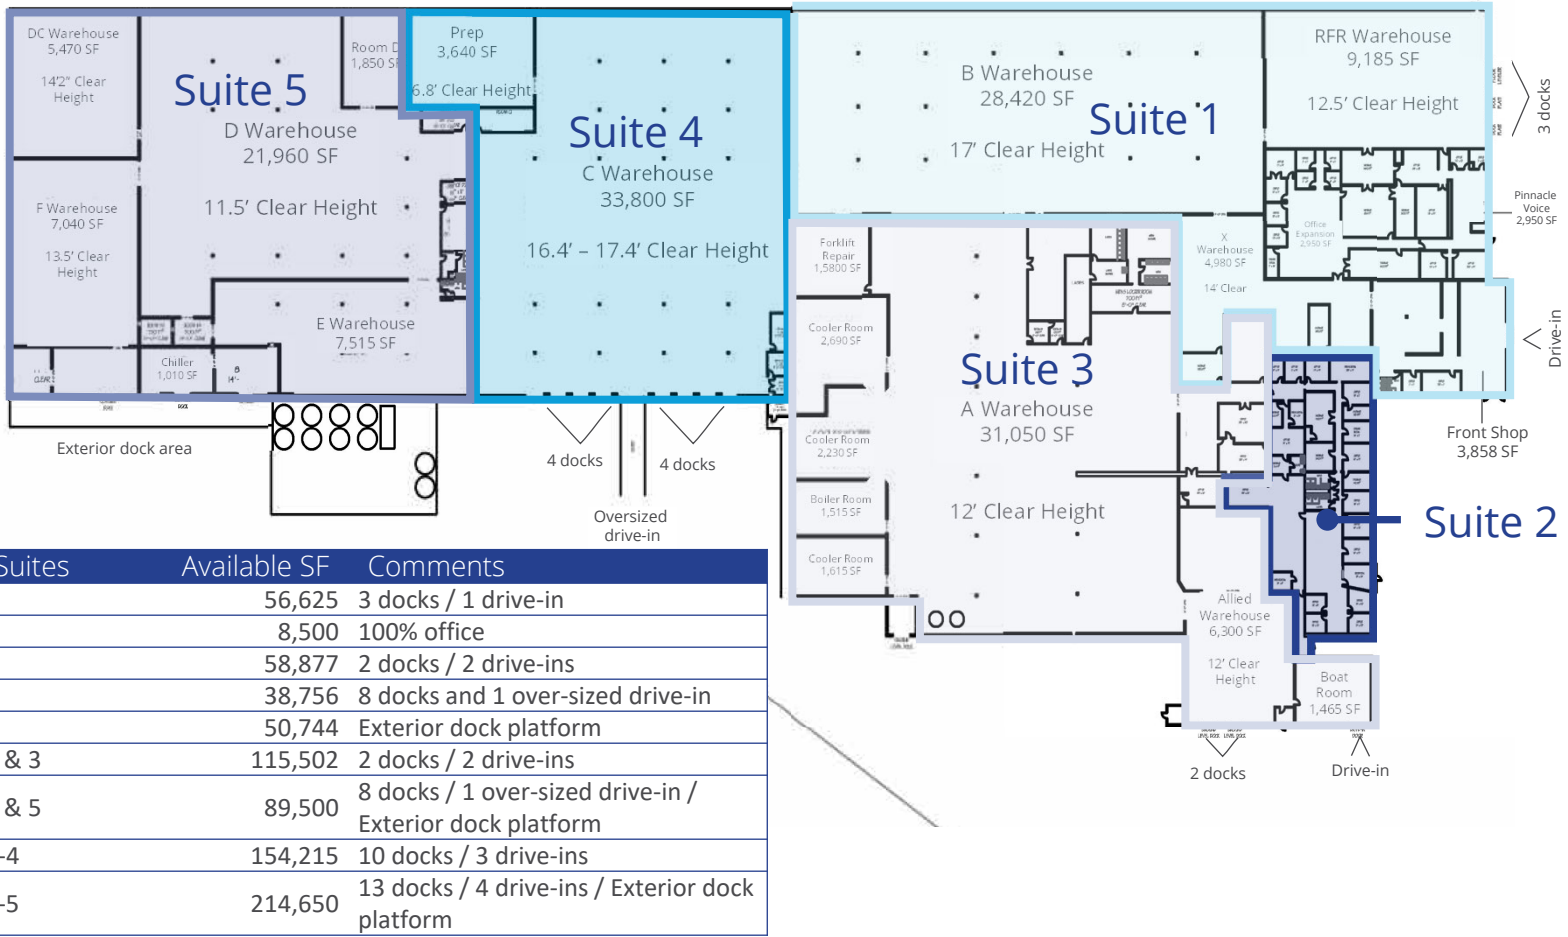 DC Warehouse
5,470 SF
14'2" Clear
Height
Room D
1,850 SF
Suite 5
D Warehouse
21,960 SF
11.5' Clear Height
F Warehouse
7,040 SF
13.5' Clear
Height
E Warehouse
7,515 SF
Chiller
1,010 SF
Exterior dock area
Prep
3,640 SF
6.8' Clear Height
Suite 4
C Warehouse
33,800 SF
16.4' – 17.4' Clear Height
4 docks
4 docks
Oversized
drive-in
B Warehouse
28,420 SF
17' Clear Height
Suite 1
RFR Warehouse
9,185 SF
12.5' Clear Height
3 docks
Pinnacle
Voice
2,950 SF
Office
Expansion
2,950 SF
X
Warehouse
4,980 SF
14' Clear
Drive-in
Front Shop
3,858 SF
Forklift
Repair
1,5800 SF
Cooler Room
2,690 SF
Cooler Room
2,230 SF
Boiler Room
1,515 SF
Cooler Room
1,615 SF
Suite 3
A Warehouse
31,050 SF
12' Clear Height
Suite 2
Allied
Warehouse
6,300 SF
12' Clear
Height
Boat
Room
1,465 SF
2 docks
Drive-in
Suites Available SF Comments
56,625 3 docks / 1 drive-in
8,500 100% office
58,877 2 docks / 2 drive-ins
38,756 8 docks and 1 over-sized drive-in
50,744 Exterior dock platform
& 3 115,502 2 docks / 2 drive-ins
& 5 89,500 8 docks / 1 over-sized drive-in /
Exterior dock platform
-4 154,215 10 docks / 3 drive-ins
-5 214,650 13 docks / 4 drive-ins / Exterior dock
platform